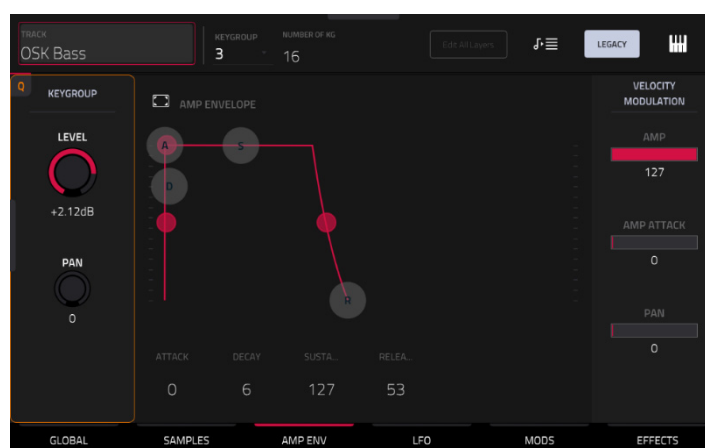 TRACK
OSK Bass
KEYGROUP
3
NUMBER OF KG
16
Edit All Layers
LEGACY
Q
KEYGROUP
LEVEL
+2.12dB
PAN
0
AMP ENVELOPE
A
S
D
R
ATTACK
DECAY
SUSTA...
RELEA...
0
6
127
53
VELOCITY
MODULATION
AMP
127
AMP ATTACK
0
PAN
0
GLOBAL
SAMPLES
AMP ENV
LFO
MODS
EFFECTS